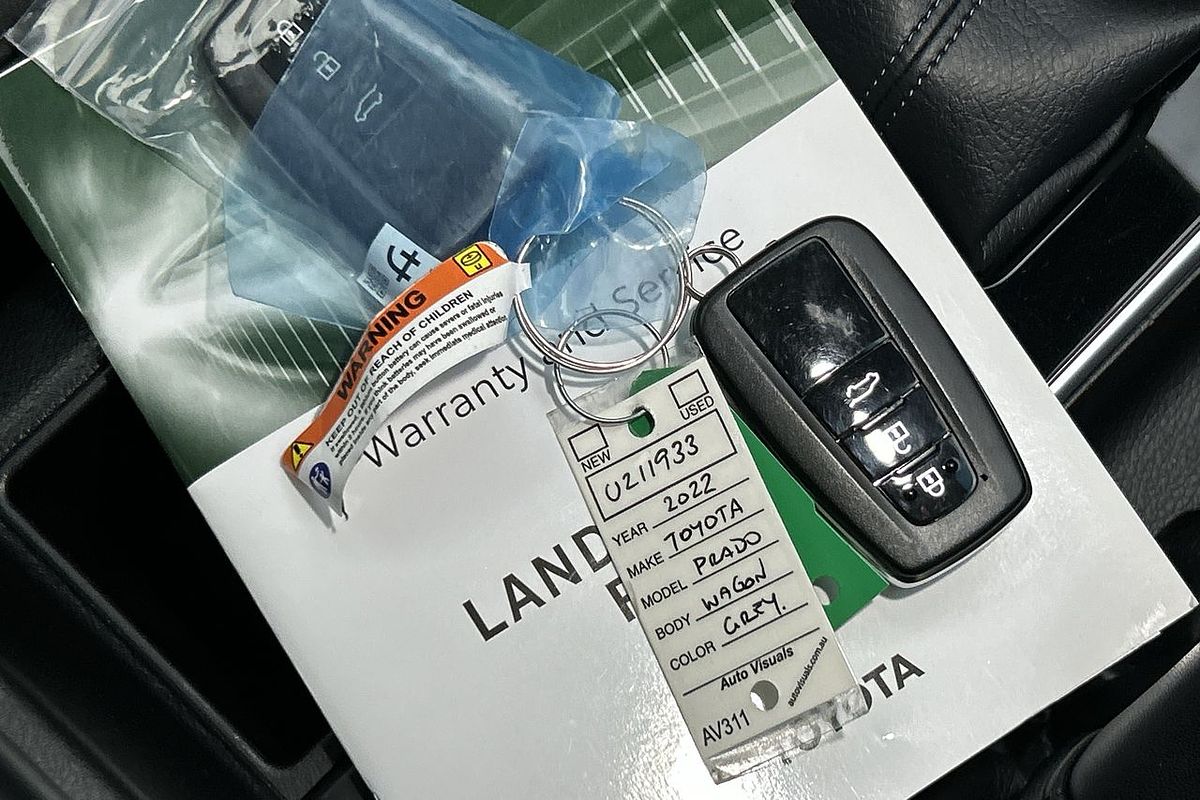 Warranty and Service
LAND
TOYOTA
WARNING
KEEP OUT OF REACH OF CHILDREN
NEW
USED
U211933
YEAR 2022
MAKE TOYOTA
MODEL PRADO
BODY WAGON
COLOR GREY.
Auto Visuals
autovisuals.com.au
AV311